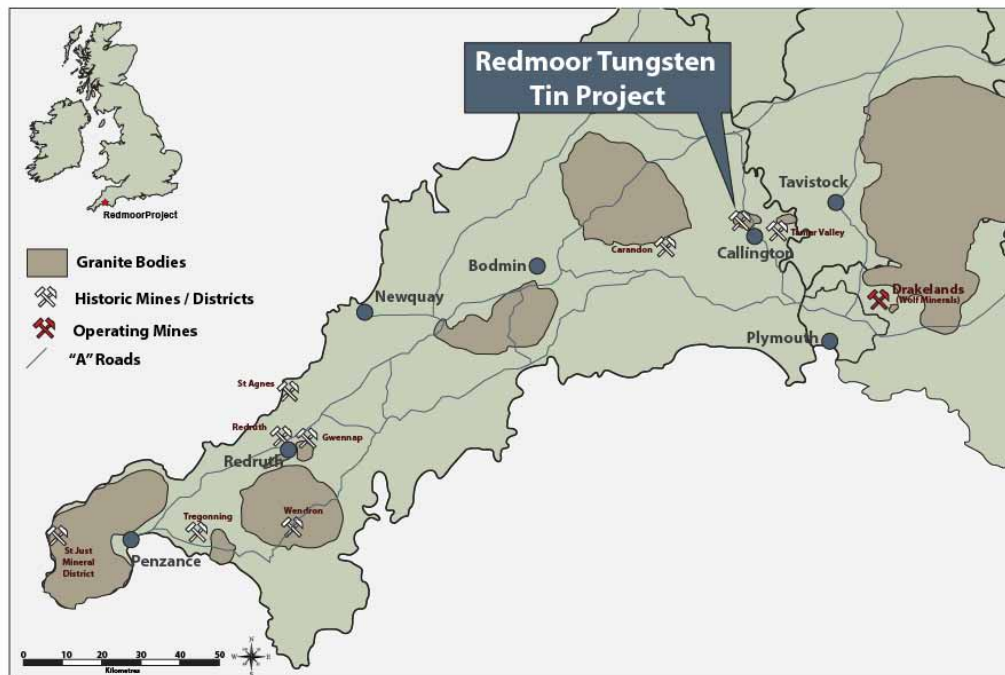 Redmoor Tungsten
Tin Project
RedmoorProject
Granite Bodies
Historic Mines / Districts
Operating Mines
"A" Roads
Tavistock
Tamar Valley
Callington
Carandon
Bodmin
Newquay
Drakelands
(Wolf Minerals)
Plymouth
St Agnes
Redruth
Gwennap
Redruth
Tregonning
Wendron
St Just
Mineral
District
Penzance
0 10 20 30 40 50
Kilometres
N
W E
S